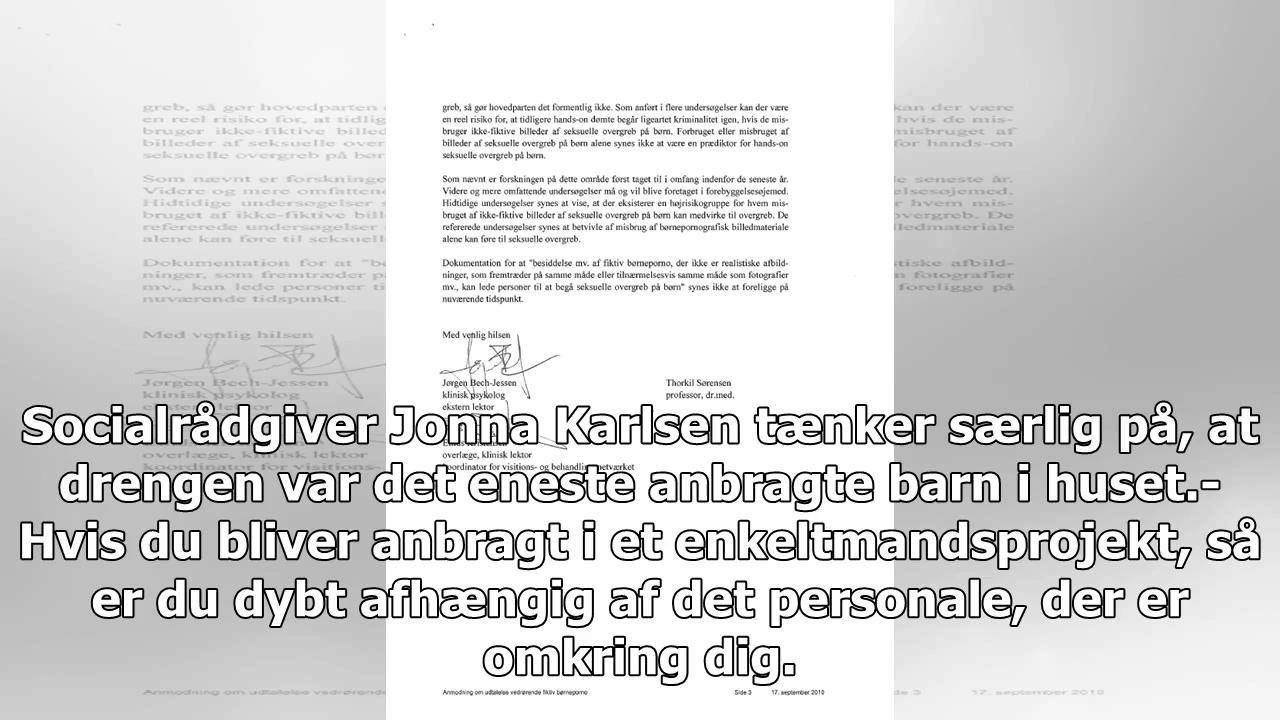 greb, så gør hovedparten det formentlig ikke. Som anført i flere undersøgelser kan der være
en reel risiko for, at tidligere hands-on dømte begår ligeartet kriminalitet igen, hvis de mis-
bruger ikke-fiktive billeder af seksuelle overgreb på børn. Forbruget eller misbruget af
billeder af seksuelle overgreb på børn alene synes ikke at være en prædiktor for hands-on
seksuelle overgreb på børn.
Som nævnt er forskningen på dette område først taget til i omfang indenfor de seneste år.
Videre og mere omfattende undersøgelser må og vil blive foretaget i forebyggelsesøjemed.
Hidtidige undersøgelser synes at vise, at der eksisterer en højrisikogruppe for hvem mis-
bruget af ikke-fiktive billeder af seksuelle overgreb på børn kan medvirke til overgreb. De
refererede undersøgelser synes at betvivle af misbrug af børnepornografisk billedmateriale
alene kan føre til seksuelle overgreb.
Dokumentation for at "besiddelse mv. af fiktiv børneporno, der ikke er realistiske afbild-
ninger, som fremtræder på samme måde eller tilnærmelsesvis samme måde som fotografier
mv., kan lede personer til at begå seksuelle overgreb på børn" synes ikke at foreligge på
nuværende tidspunkt.
Med venlig hilsen
Jørgen Bech-Jessen
klinisk psykolog
ekstern lektor
Thorkil Sørensen
professor, dr.med.
overlæge, klinisk lektor
koordinator for visitions- og behandlingsnetværket
Socialrådgiver Jonna Karlsen tænker særlig på, at
drengen var det eneste anbragte barn i huset.-
Hvis du bliver anbragt i et enkeltmandsprojekt, så
er du dybt afhængig af det personale, der er
omkring dig.
Anmodning om udtalelse vedrørende fiktiv børneporno Side 3 17. september 2010